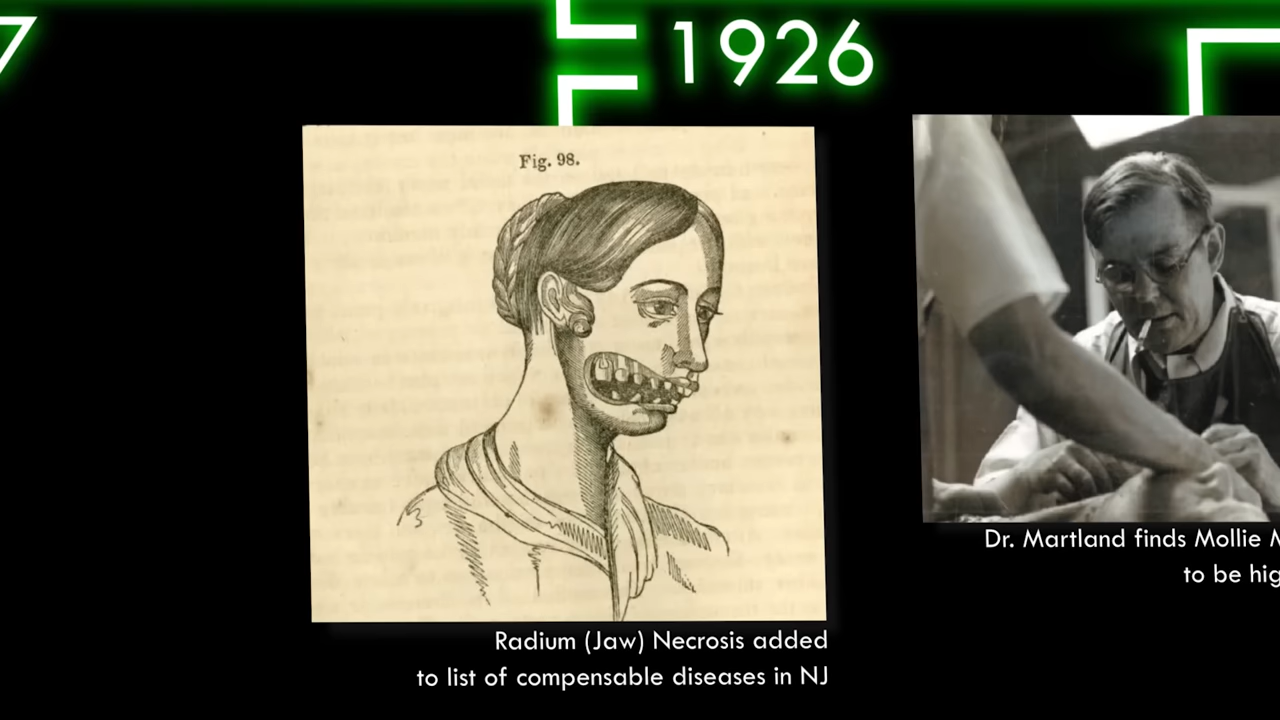 7
1926
Fig. 98.
Radium (Jaw) Necrosis added
to list of compensable diseases in NJ
Dr. Martland finds Mollie
to be